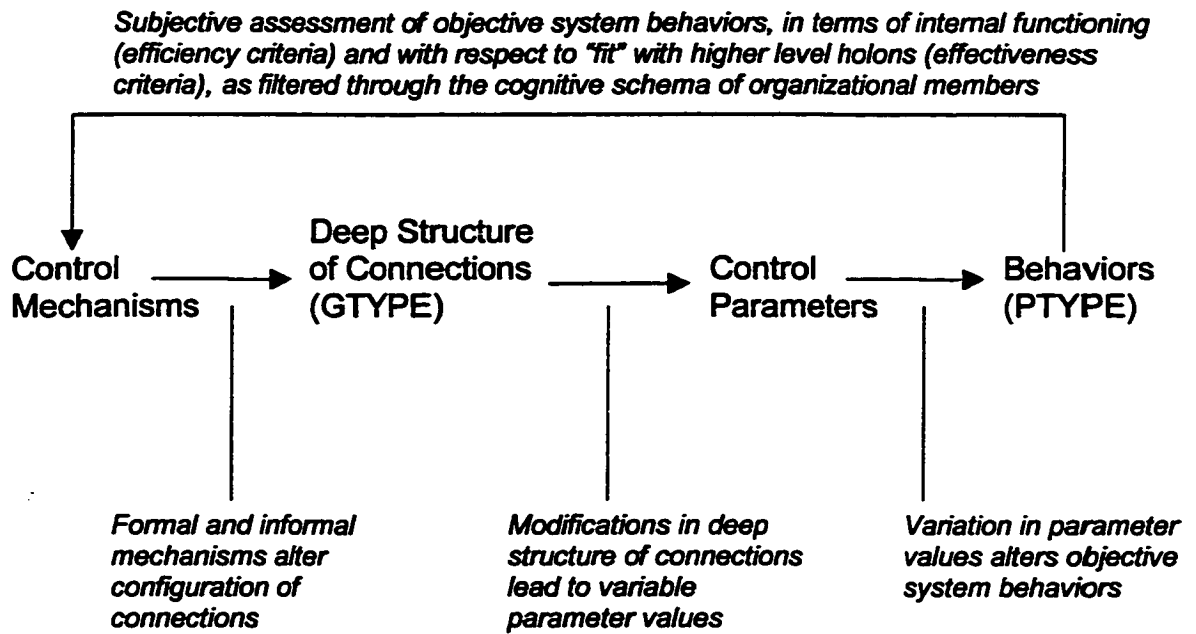 Subjective assessment of objective system behaviors, in terms of internal functioning
(efficiency criteria) and with respect to "fit" with higher level holons (effectiveness
criteria), as filtered through the cognitive schema of organizational members
Control
Mechanisms
Deep Structure
of Connections
(GTYPE)
Control
Parameters
Behaviors
(PTYPE)
Formal and informal
mechanisms alter
configuration of
connections
Modifications in deep
structure of connections
lead to variable
parameter values
Variation in parameter
values alters objective
system behaviors